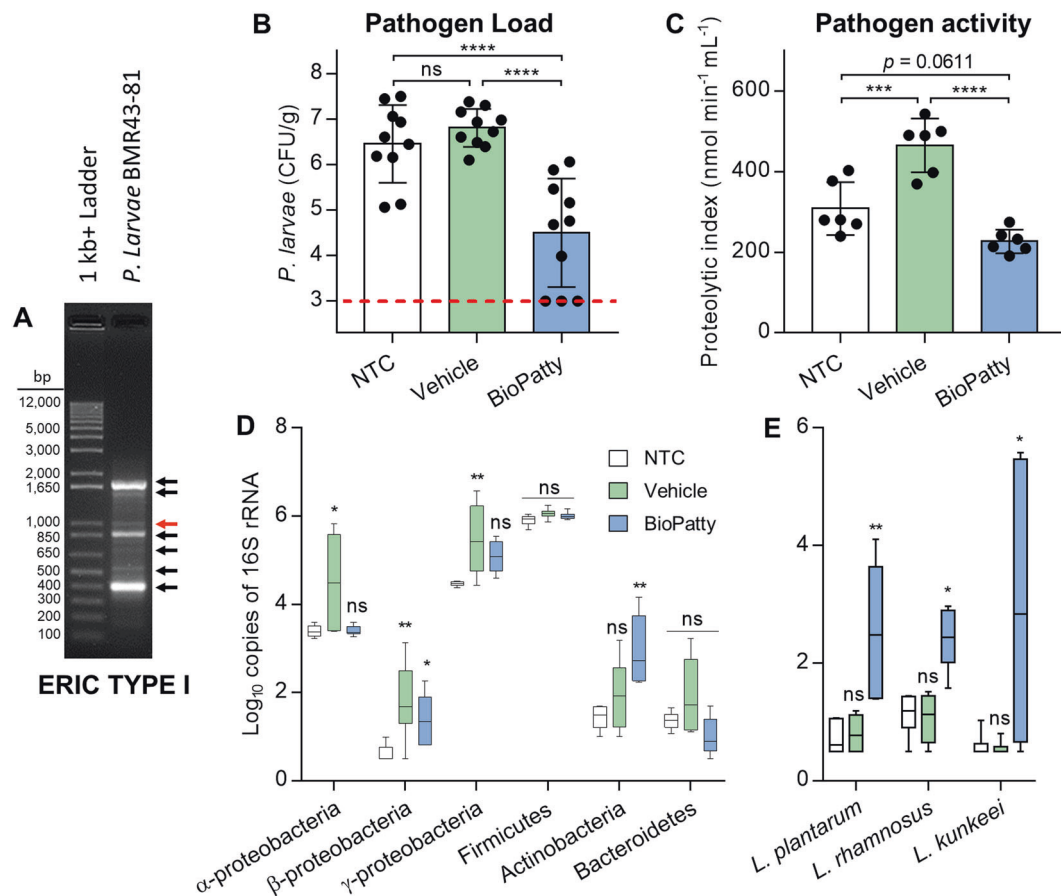 A
1 kb+ Ladder
P. Larvae BMR43-81
bp
12,000
5,000
3,000
2,000
1,650
1,000
850
650
500
400
300
200
100
ERIC TYPE I
B
Pathogen Load
****
ns
****
P. larvae (CFU/g)
8
7
6
5
4
3
NTC
Vehicle
BioPatty
C
Pathogen activity
p = 0.0611
***
****
Proteolytic index (nmol min⁻¹ mL⁻¹)
600
400
200
0
NTC
Vehicle
BioPatty
D
NTC
Vehicle
BioPatty
Log₁₀ copies of 16S rRNA
8
6
4
2
0
*
ns
**
*
**
ns
ns
ns
**
ns
α-proteobacteria
β-proteobacteria
γ-proteobacteria
Firmicutes
Actinobacteria
Bacteroidetes
E
6
4
2
0
ns
**
ns
*
ns
*
L. plantarum
L. rhamnosus
L. kunkeei